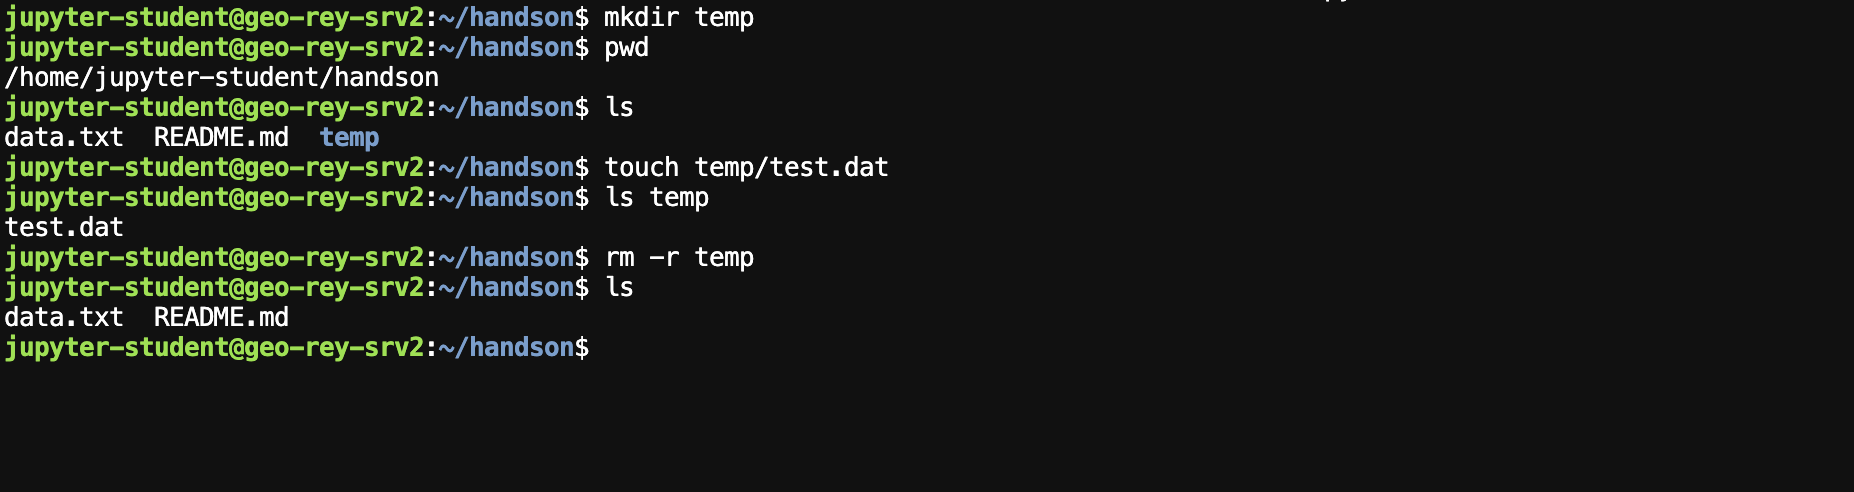 jupyter-student@geo-rey-srv2:~/handson$ mkdir temp
jupyter-student@geo-rey-srv2:~/handson$ pwd
/home/jupyter-student/handson
jupyter-student@geo-rey-srv2:~/handson$ ls
data.txt  README.md  temp
jupyter-student@geo-rey-srv2:~/handson$ touch temp/test.dat
jupyter-student@geo-rey-srv2:~/handson$ ls temp
test.dat
jupyter-student@geo-rey-srv2:~/handson$ rm -r temp
jupyter-student@geo-rey-srv2:~/handson$ ls
data.txt  README.md
jupyter-student@geo-rey-srv2:~/handson$